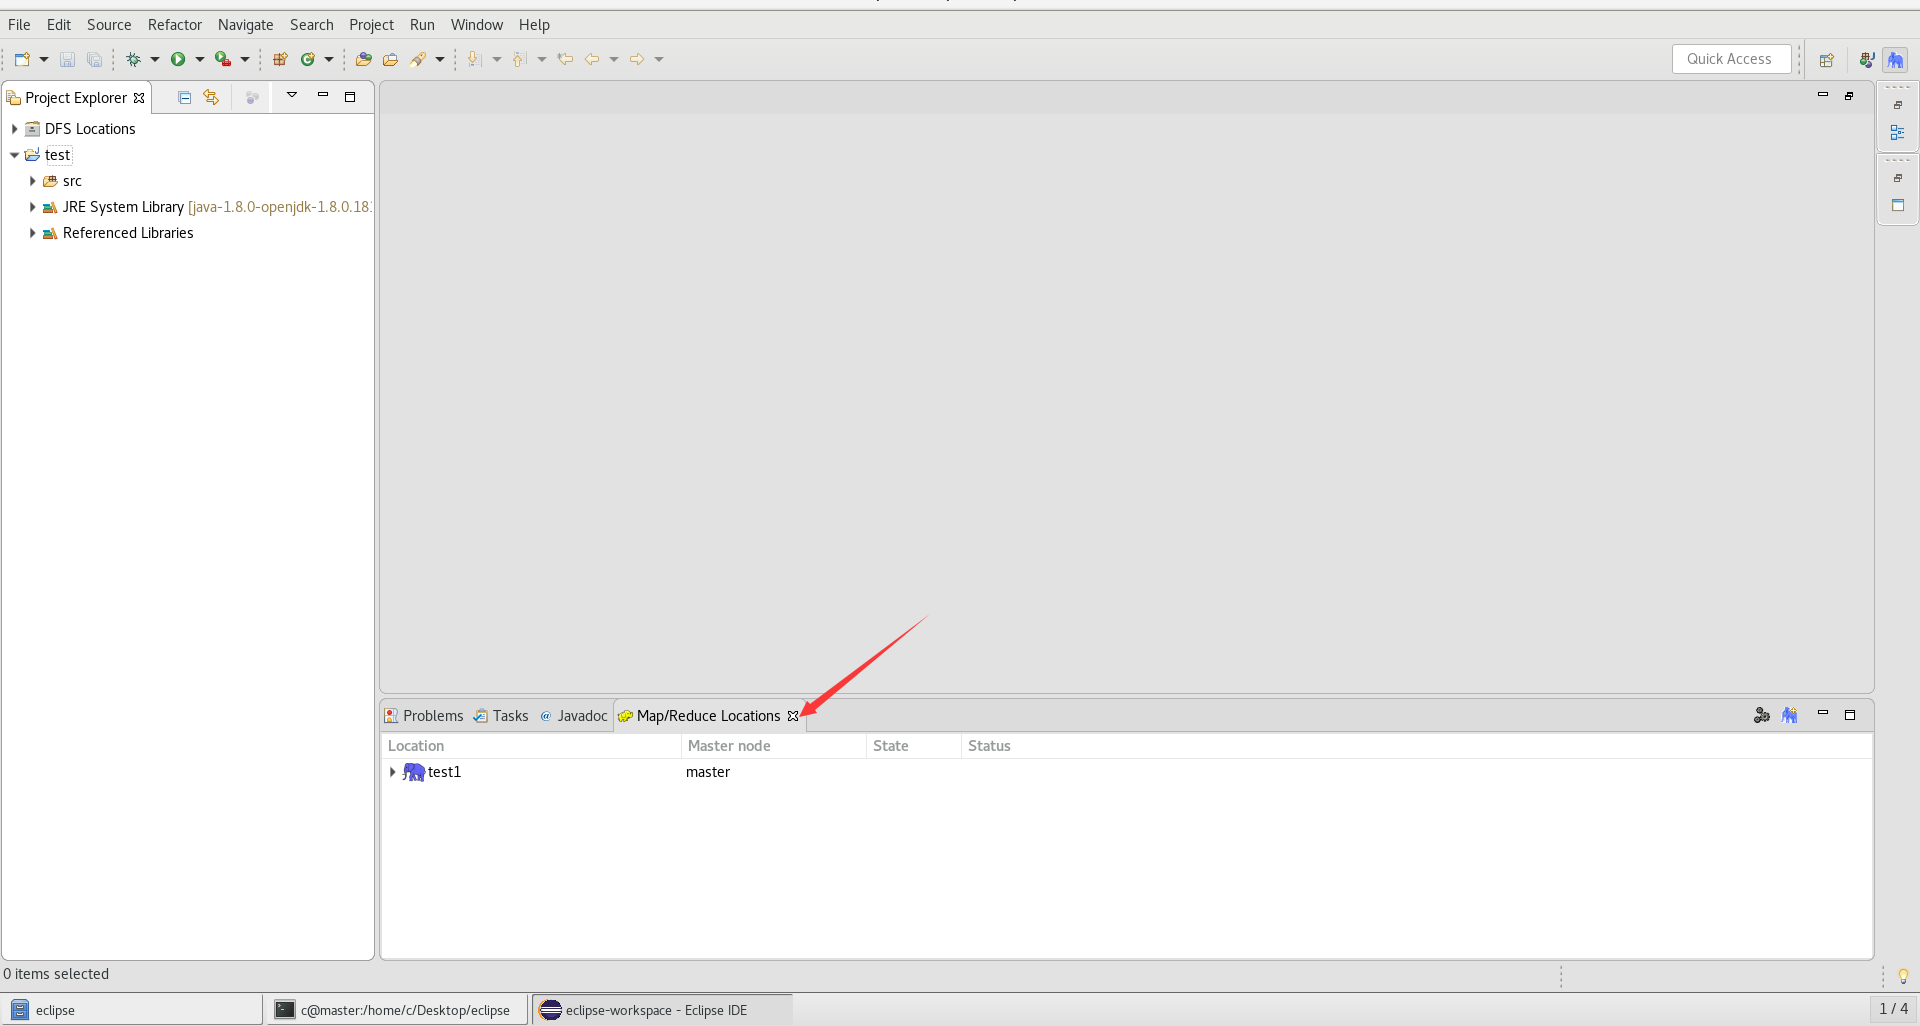 File Edit Source Refactor Navigate Search Project Run Window Help
Quick Access
Project Explorer
DFS Locations
test
src
JRE System Library [java-1.8.0-openjdk-1.8.0.181
Referenced Libraries
Problems Tasks @ Javadoc Map/Reduce Locations
Location Master node State Status
test1 master
0 items selected
eclipse c@master:/home/c/Desktop/eclipse eclipse-workspace - Eclipse IDE 1 / 4